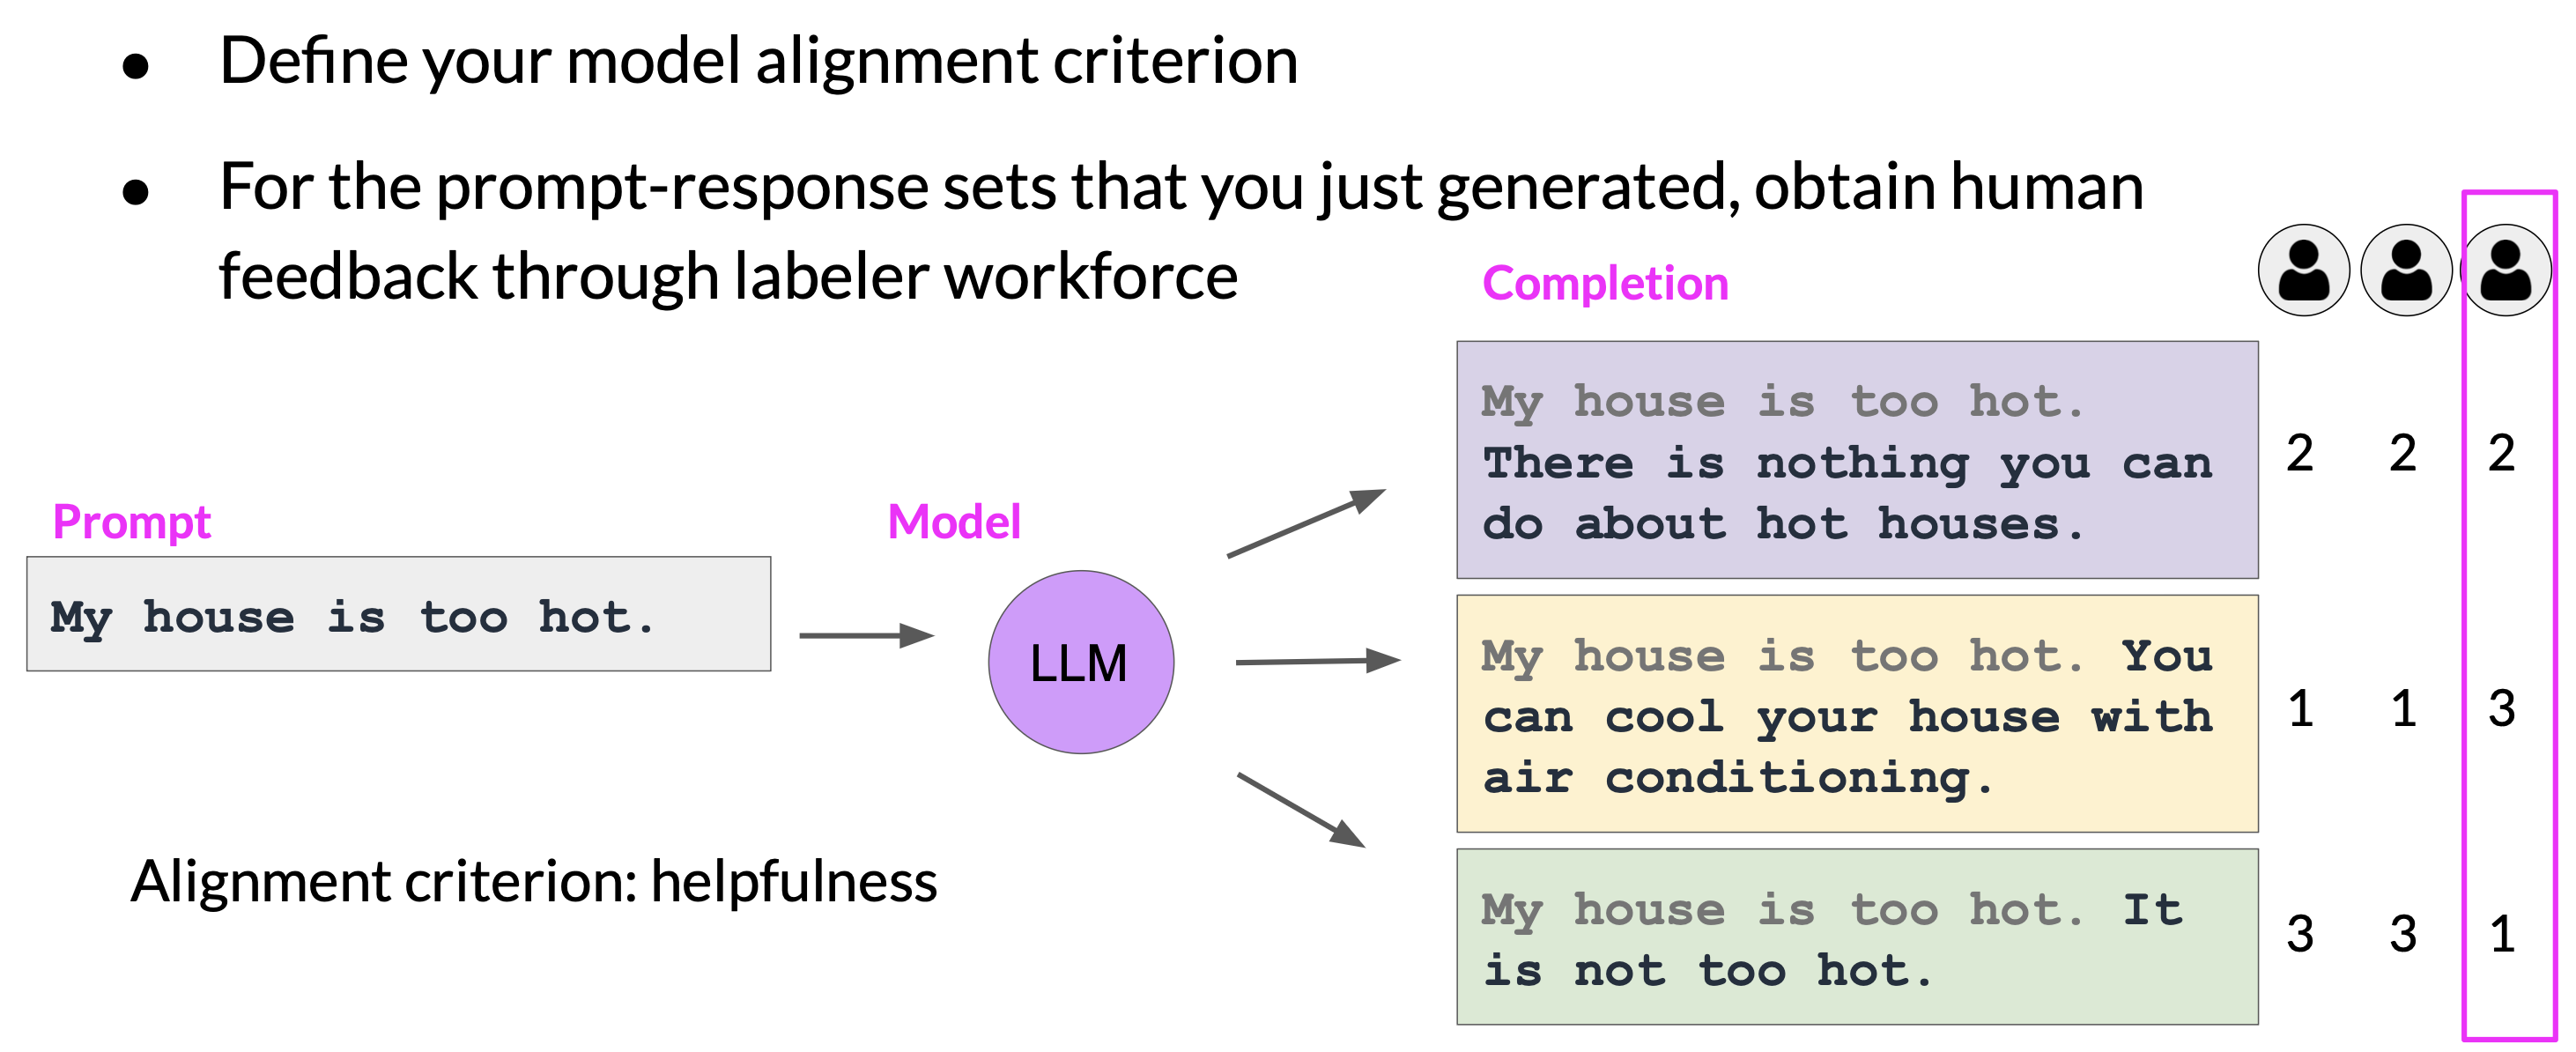 • Define your model alignment criterion
• For the prompt-response sets that you just generated, obtain human
feedback through labeler workforce
Completion
My house is too hot.
There is nothing you can
do about hot houses.
2 2 2
Prompt
Model
My house is too hot.
LLM
My house is too hot. You
can cool your house with
air conditioning.
1 1 3
Alignment criterion: helpfulness
My house is too hot. It
is not too hot.
3 3 1